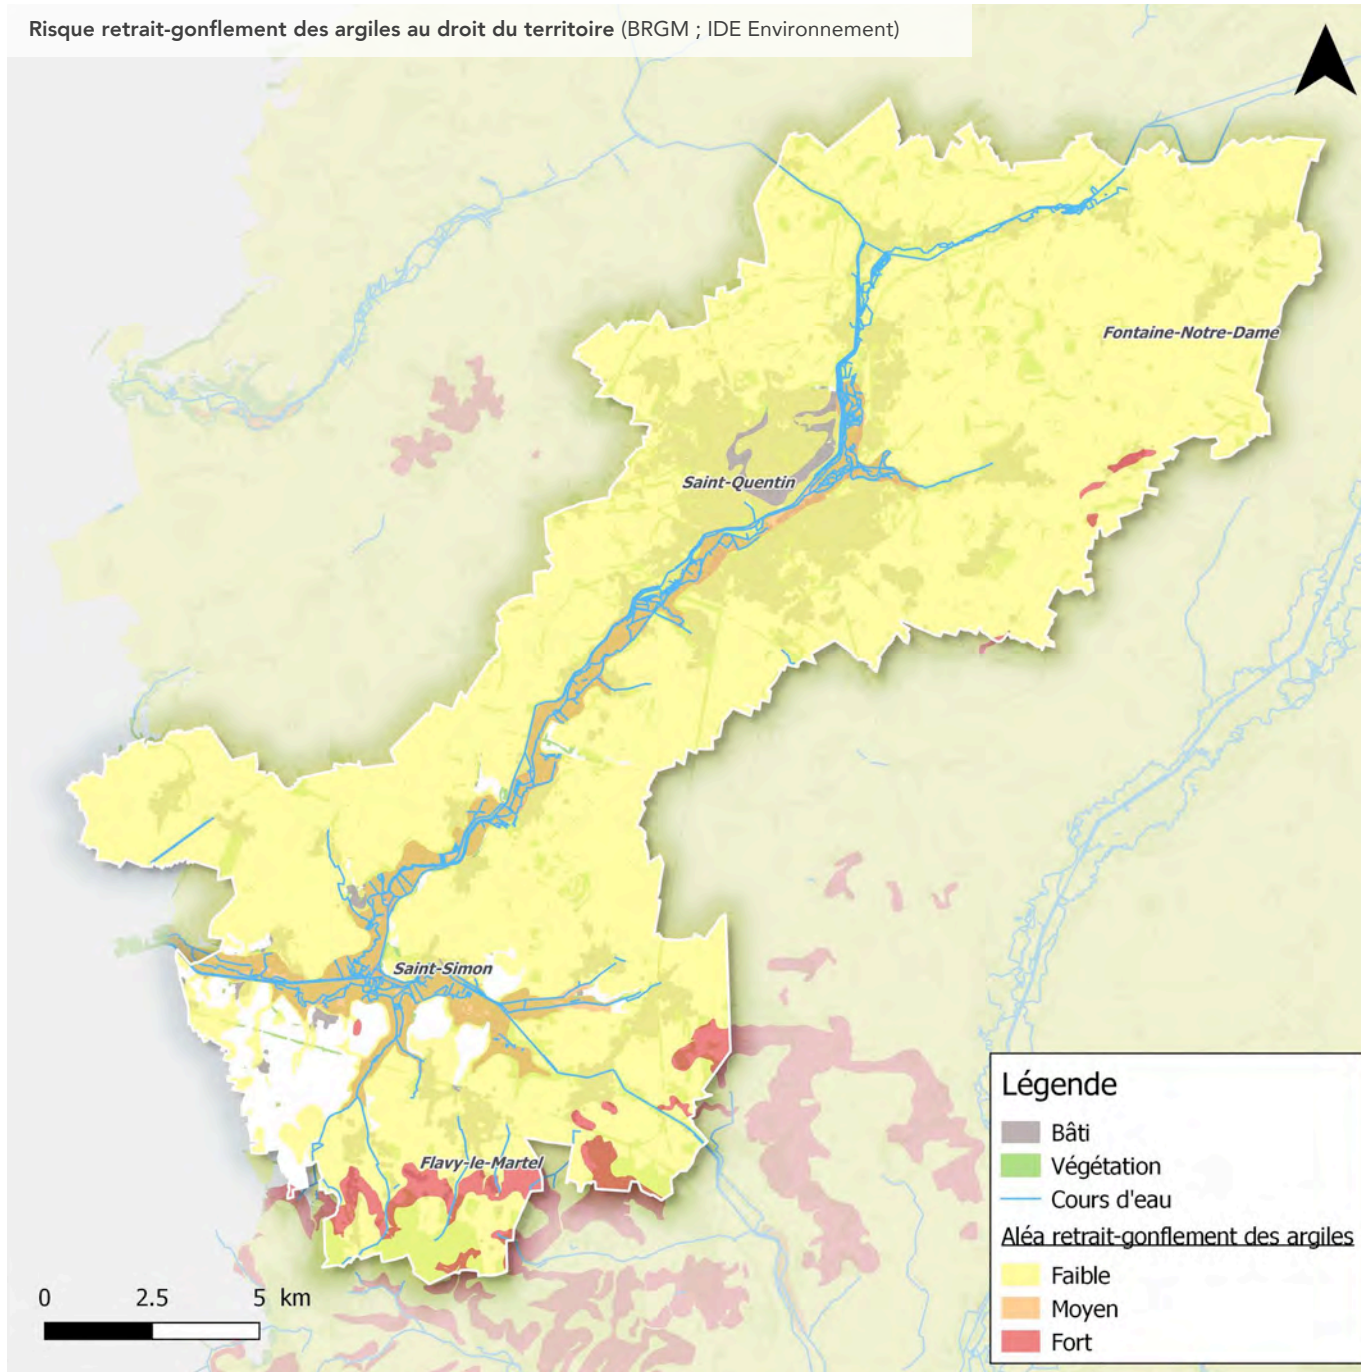 Risque retrait-gonflement des argiles au droit du territoire (BRGM ; IDE Environnement)
Fontaine-Notre-Dame
Saint-Quentin
Saint-Simon
Flavy-le-Martel
Légende
Bâti
Végétation
Cours d'eau
Aléa retrait-gonflement des argiles
Faible
Moyen
Fort
0 2.5 5 km